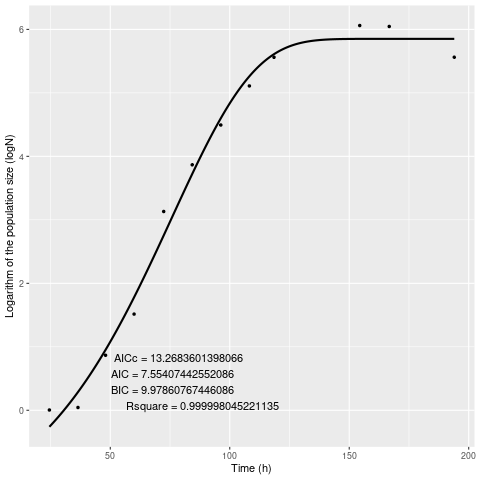 6
4
2
0
Logarithm of the population size (logN)
AICc = 13.2683601398066
AIC = 7.55407442552086
BIC = 9.97860767446086
Rsquare = 0.999998045221135
50
100
150
200
Time (h)